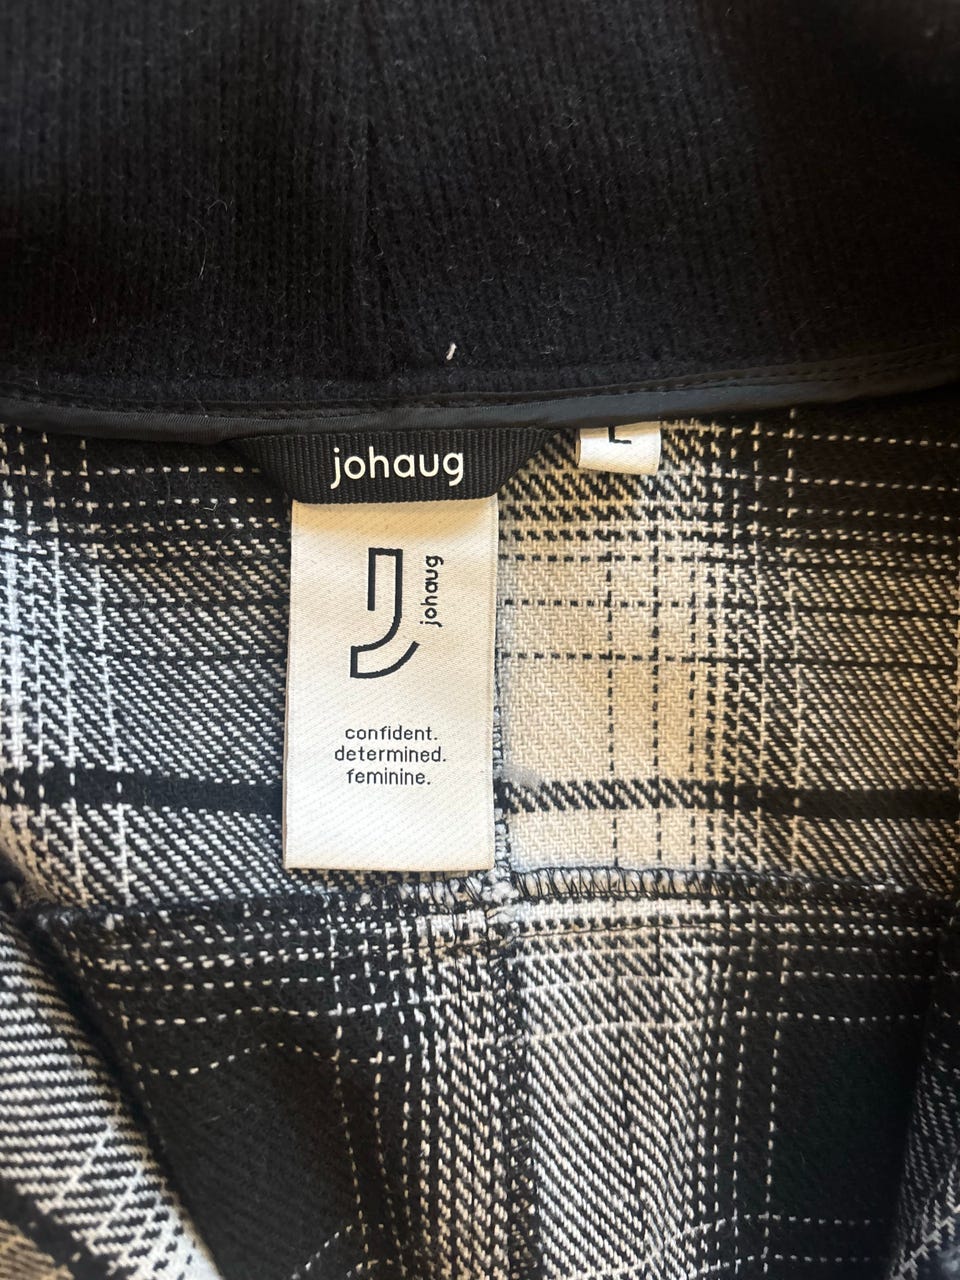 johaug
L
johaug
confident.
determined.
feminine.